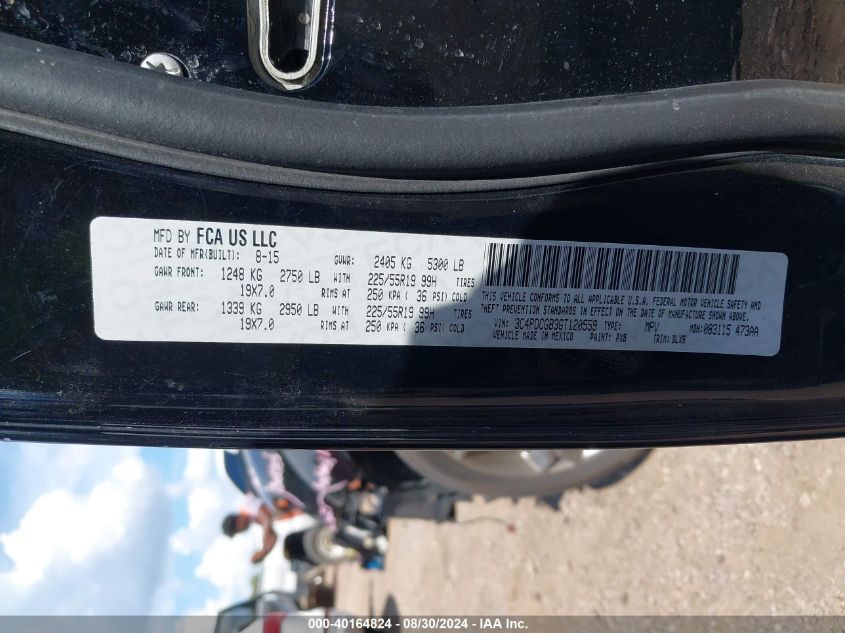 MFD BY FCA US LLC
DATE OF MFR(BUILT): 8-15 GVWR: 2405 KG 5300 LB
GAWR FRONT: 1248 KG 2750 LB WITH 225/55R19 99H TIRES
19X7.0 RIMS AT 250 KPA ( 36 PSI) COLD
GAWR REAR: 1339 KG 2950 LB WITH 225/55R19 99H TIRES
19X7.0 RIMS AT 250 KPA ( 36 PSI) COLD
THIS VEHICLE CONFORMS TO ALL APPLICABLE U.S.A. FEDERAL MOTOR VEHICLE SAFETY AND
THEFT PREVENTION STANDARDS IN EFFECT ON THE DATE OF MANUFACTURE SHOWN ABOVE.
VIN: 3C4PDCGB3GT120559 TYPE: MPV MDH: 083115 473AA
VEHICLE MADE IN MEXICO PAINT: PX8 TRIM: DLX9
000-40164824 - 08/30/2024 - IAA Inc.